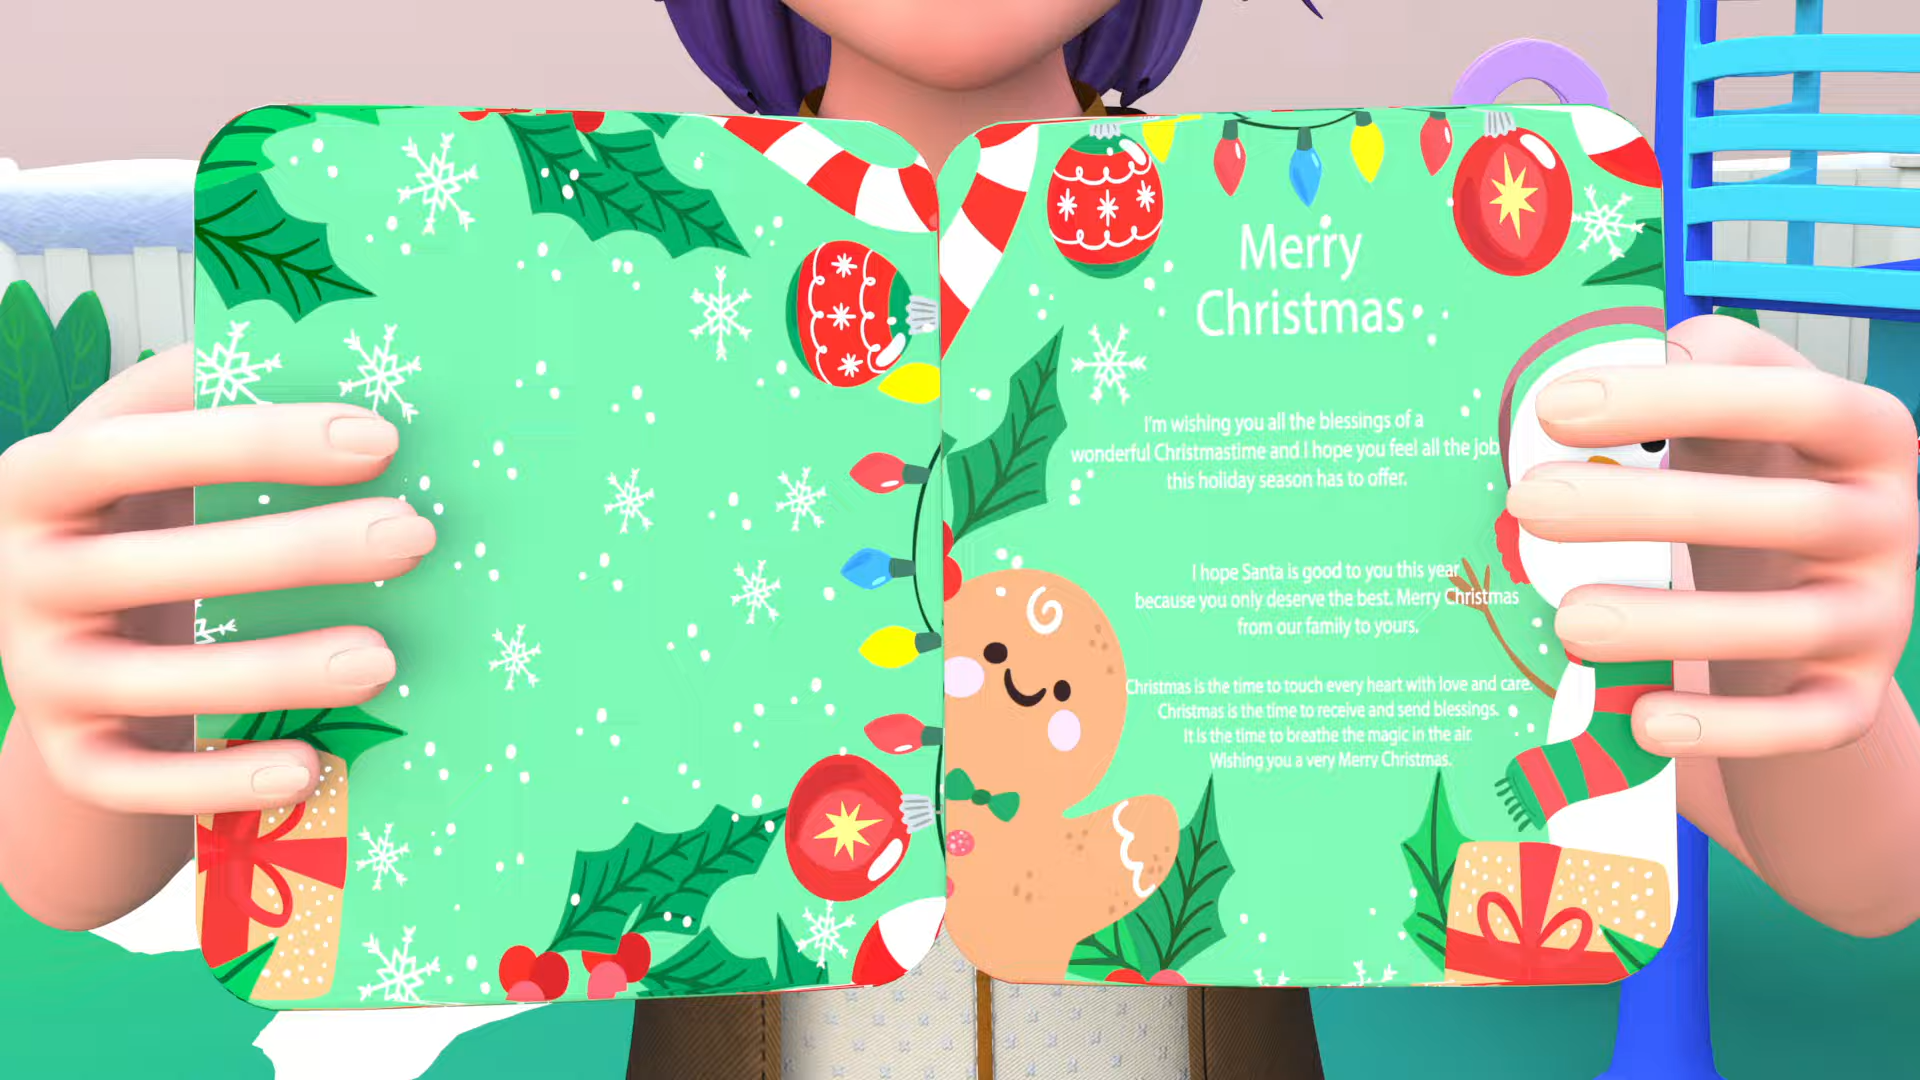 Merry
Christmas
I'm wishing you all the blessings of a
wonderful Christmastime and I hope you feel all the job
this holiday season has to offer.
I hope Santa is good to you this year
because you only deserve the best. Merry Christmas
from our family to yours.
Christmas is the time to touch every heart with love and care.
Christmas is the time to receive and send blessings.
It is the time to breathe the magic in the air.
Wishing you a very Merry Christmas.